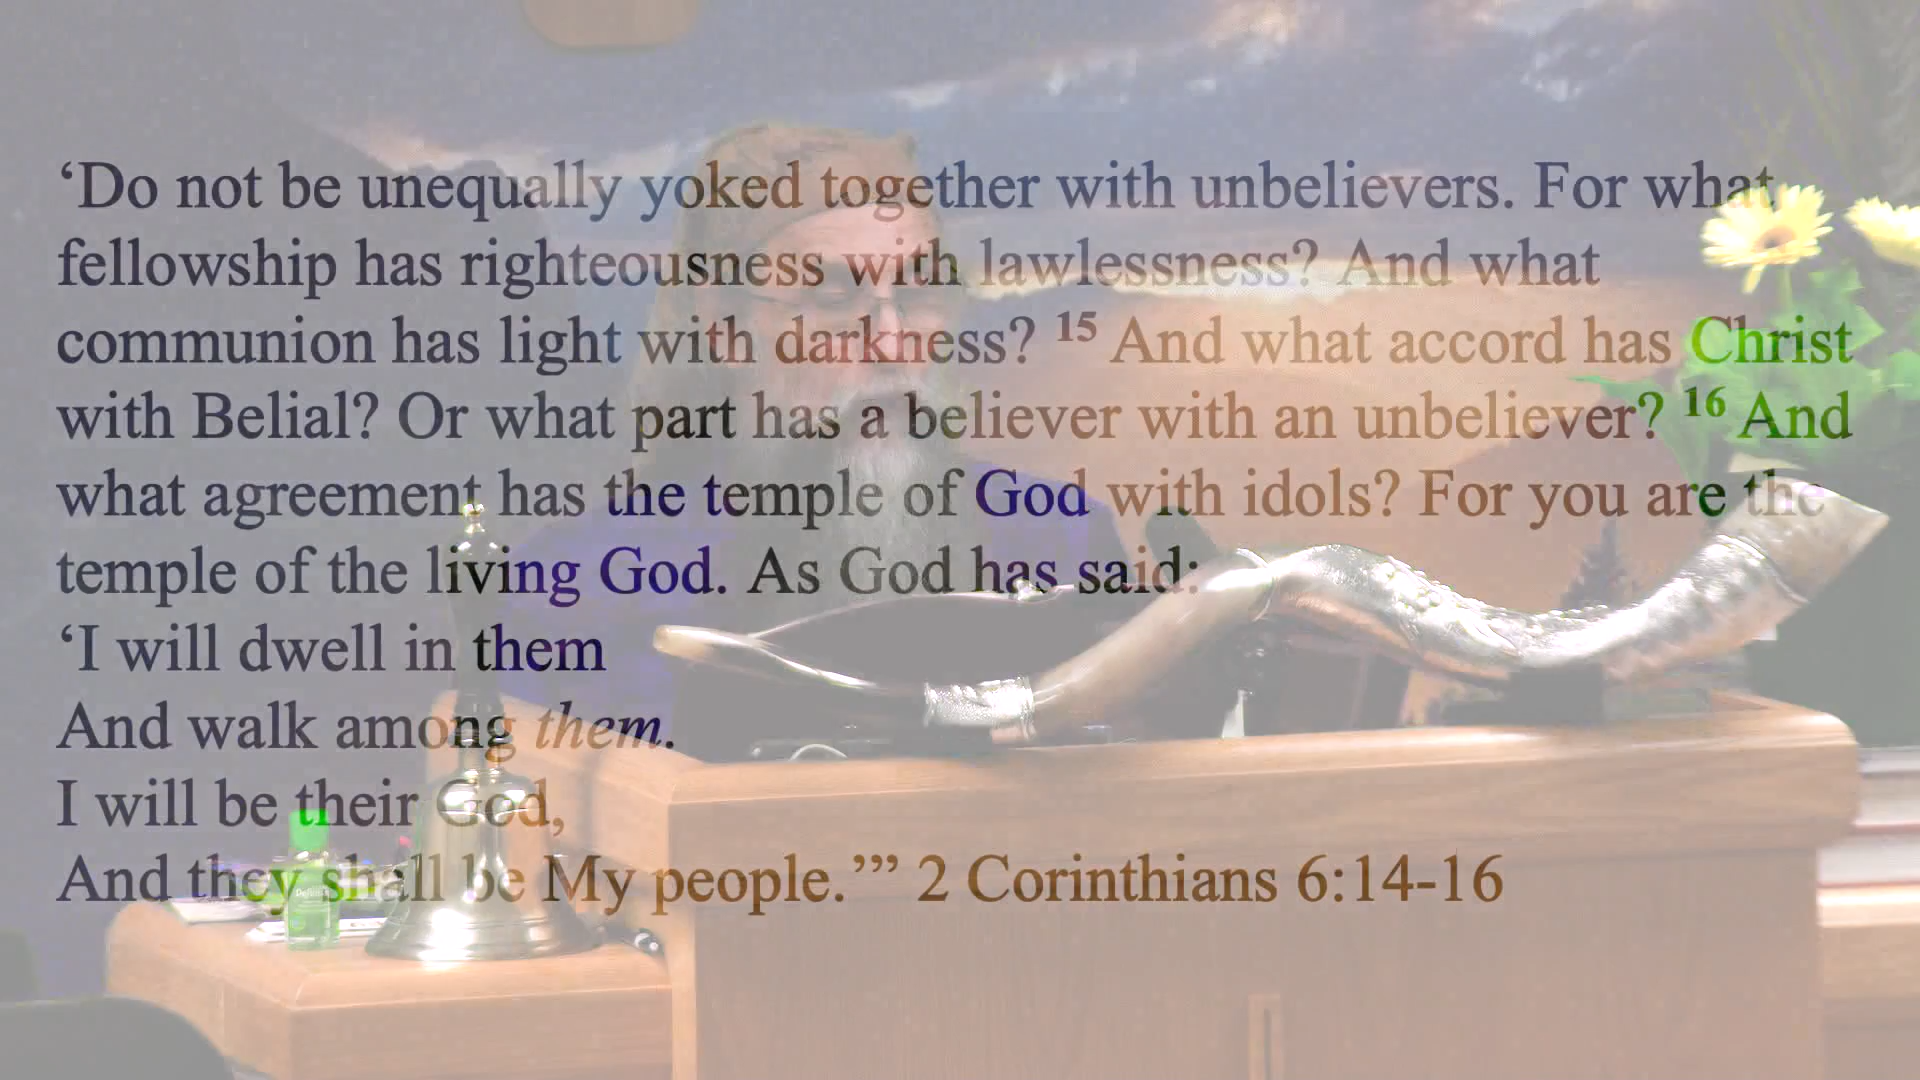 ‘Do not be unequally yoked together with unbelievers. For what
fellowship has righteousness with lawlessness? And what
communion has light with darkness? 15 And what accord has Christ
with Belial? Or what part has a believer with an unbeliever? 16 And
what agreement has the temple of God with idols? For you are the
temple of the living God. As God has said:
‘I will dwell in them
And walk among them.
I will be their God,
And they shall be My people.’” 2 Corinthians 6:14-16